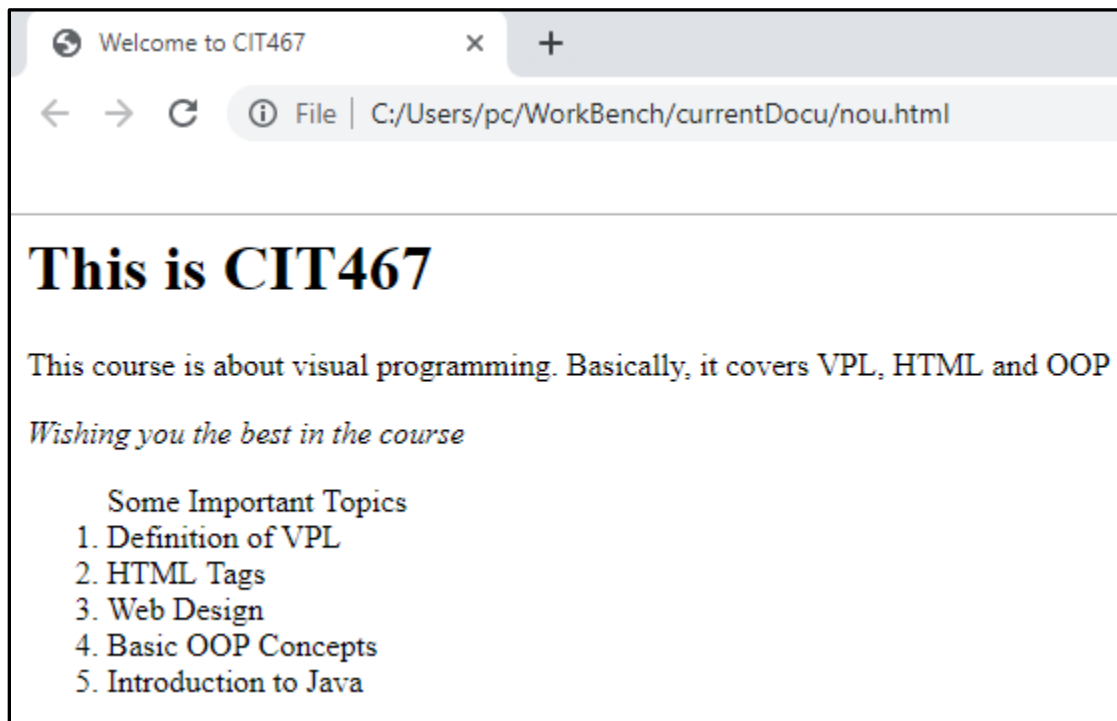 Welcome to CIT467
File | C:/Users/pc/WorkBench/currentDocu/nou.html
This is CIT467
This course is about visual programming. Basically, it covers VPL, HTML and OOP
Wishing you the best in the course
Some Important Topics
1. Definition of VPL
2. HTML Tags
3. Web Design
4. Basic OOP Concepts
5. Introduction to Java